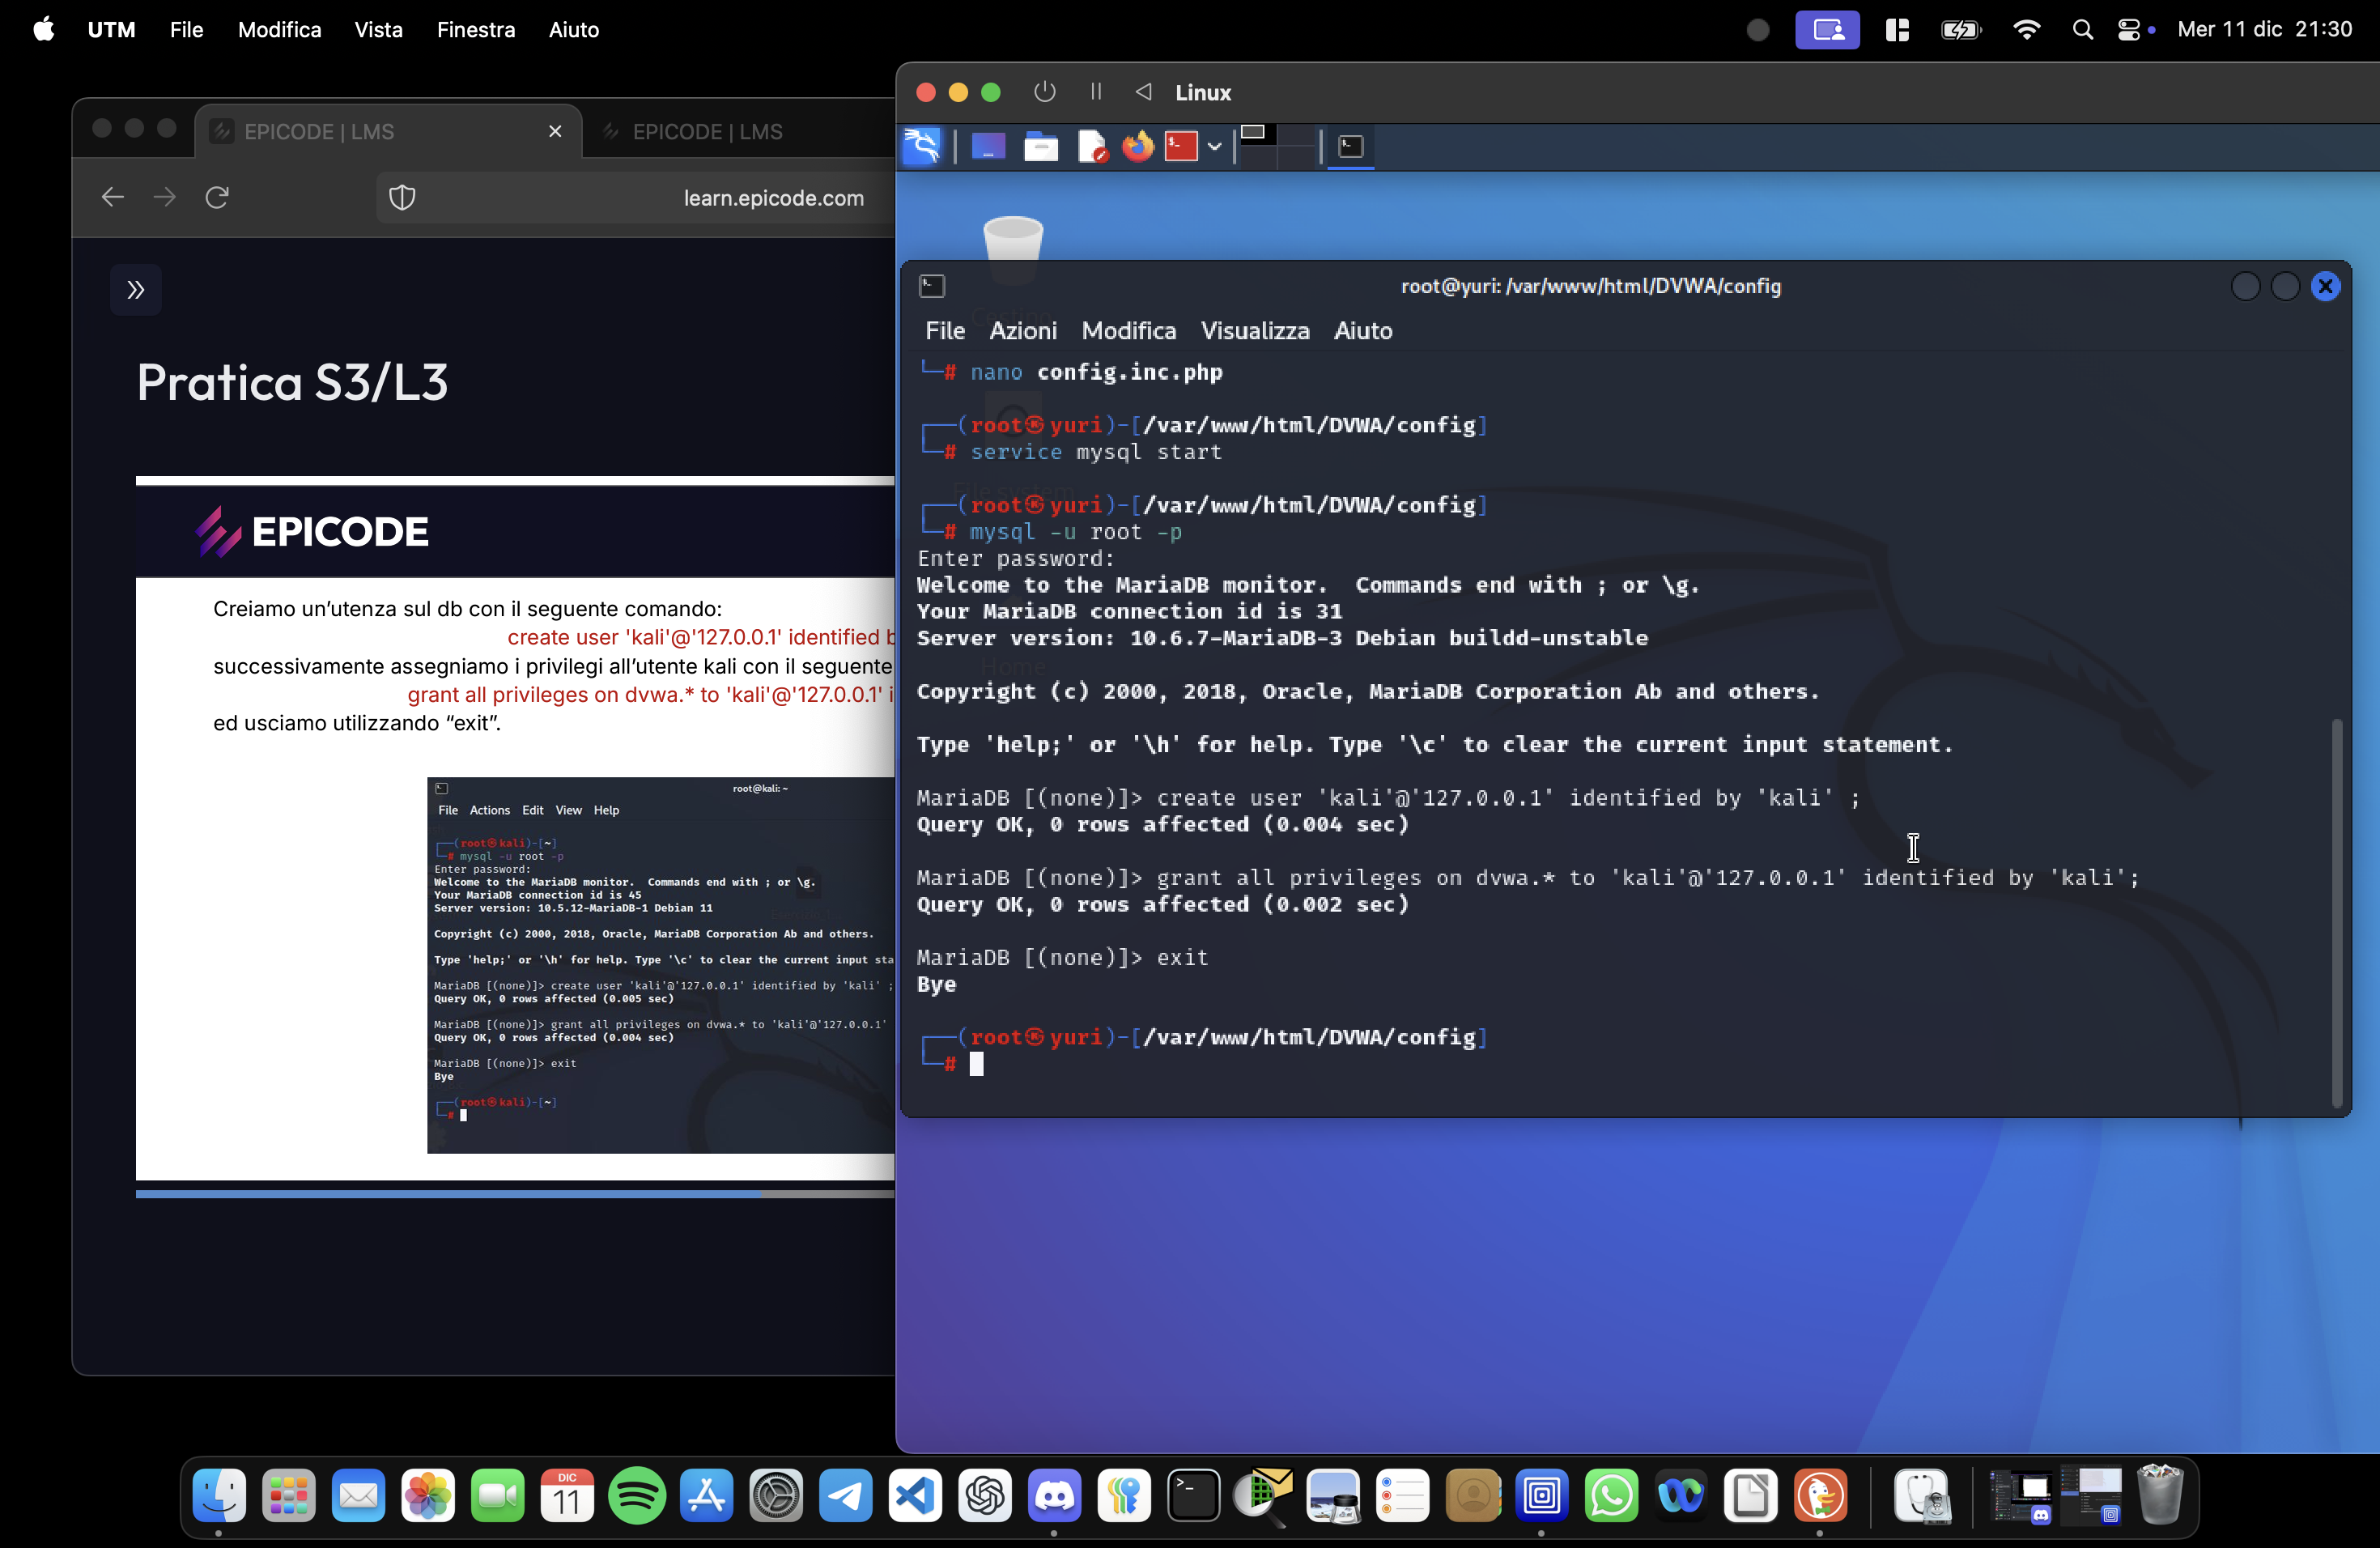 UTM File Modifica Vista Finestra Aiuto
Mer 11 dic 21:30
EPICODE | LMS
EPICODE | LMS
learn.epicode.com
Pratica S3/L3
EPICODE
Creiamo un’utenza sul db con il seguente comando:
create user 'kali'@'127.0.0.1' identified b
successivamente assegniamo i privilegi all’utente kali con il seguente
grant all privileges on dvwa.* to 'kali'@'127.0.0.1' i
ed usciamo utilizzando “exit”.
root@kali: ~
File Actions Edit View Help
┌──(root㉿kali)-[~]
└─# mysql -u root -p
Enter password:
Welcome to the MariaDB monitor.  Commands end with ; or \g.
Your MariaDB connection id is 45
Server version: 10.5.12-MariaDB-1 Debian 11
Copyright (c) 2000, 2018, Oracle, MariaDB Corporation Ab and others.
Type 'help;' or '\h' for help. Type '\c' to clear the current input sta
MariaDB [(none)]> create user 'kali'@'127.0.0.1' identified by 'kali' ;
Query OK, 0 rows affected (0.005 sec)
MariaDB [(none)]> grant all privileges on dvwa.* to 'kali'@'127.0.0.1'
Query OK, 0 rows affected (0.004 sec)
MariaDB [(none)]> exit
Bye
┌──(root㉿kali)-[~]
└─#
Linux
Cestino
File system
Home
root@yuri: /var/www/html/DVWA/config
File Azioni Modifica Visualizza Aiuto
└─# nano config.inc.php
┌──(root㉿yuri)-[/var/www/html/DVWA/config]
└─# service mysql start
┌──(root㉿yuri)-[/var/www/html/DVWA/config]
└─# mysql -u root -p
Enter password:
Welcome to the MariaDB monitor.  Commands end with ; or \g.
Your MariaDB connection id is 31
Server version: 10.6.7-MariaDB-3 Debian buildd-unstable
Copyright (c) 2000, 2018, Oracle, MariaDB Corporation Ab and others.
Type 'help;' or '\h' for help. Type '\c' to clear the current input statement.
MariaDB [(none)]> create user 'kali'@'127.0.0.1' identified by 'kali' ;
Query OK, 0 rows affected (0.004 sec)
MariaDB [(none)]> grant all privileges on dvwa.* to 'kali'@'127.0.0.1' identified by 'kali';
Query OK, 0 rows affected (0.002 sec)
MariaDB [(none)]> exit
Bye
┌──(root㉿yuri)-[/var/www/html/DVWA/config]
└─#
DIC
11